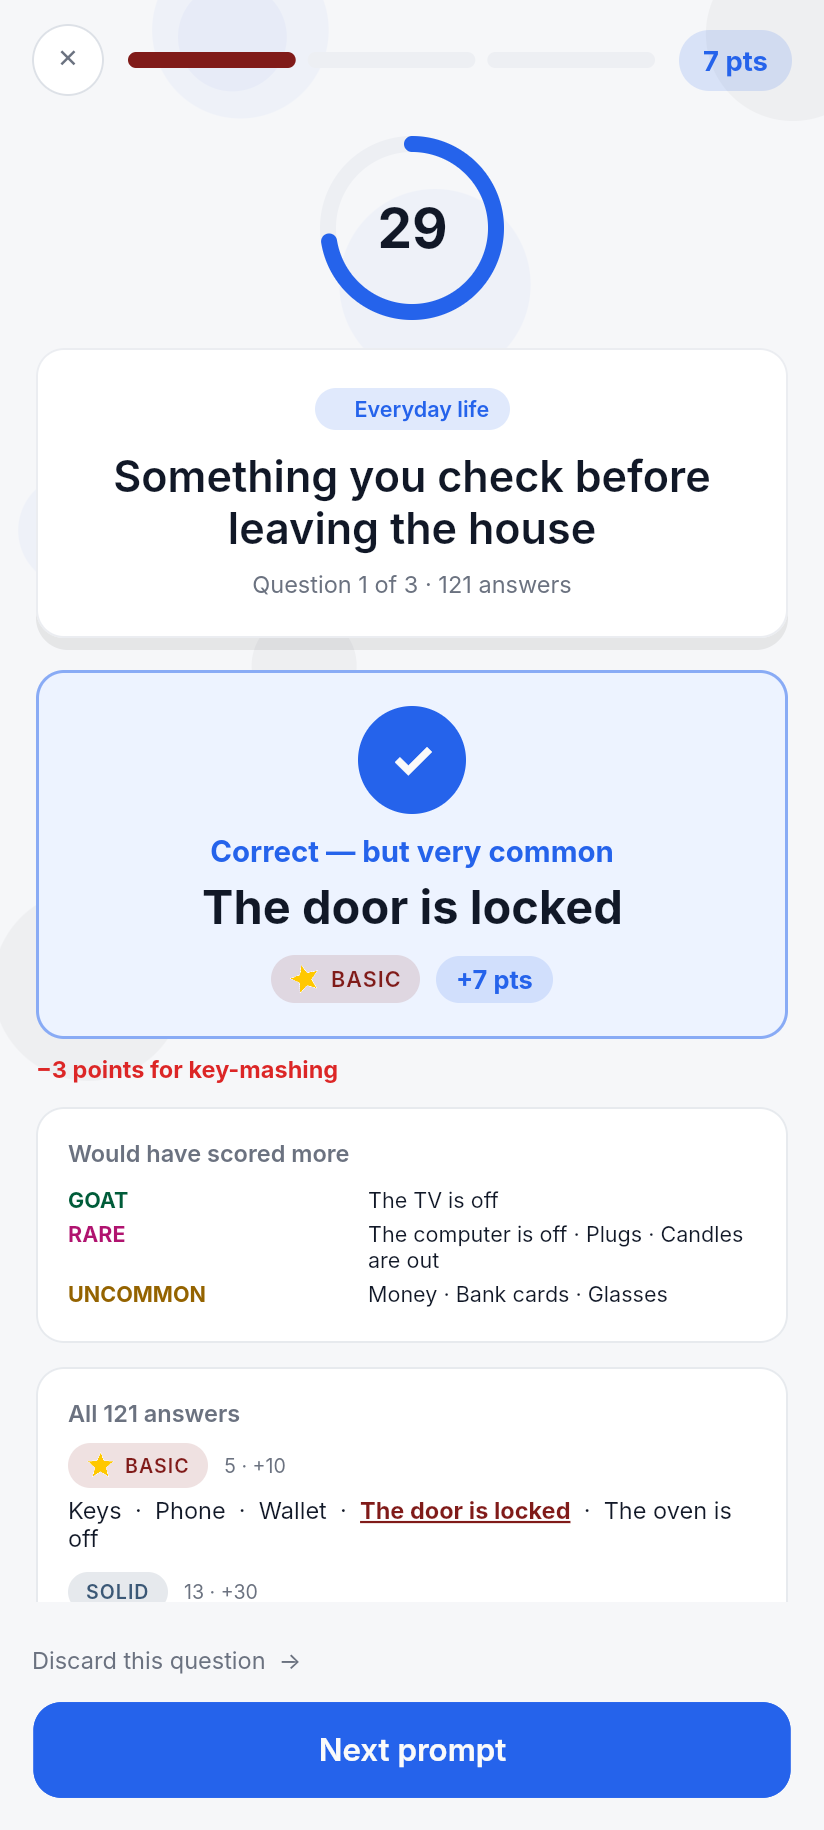 7 pts
29
Everyday life
Something you check before
leaving the house
Question 1 of 3 · 121 answers
Correct — but very common
The door is locked
BASIC
+7 pts
−3 points for key-mashing
Would have scored more
GOAT The TV is off
RARE The computer is off · Plugs · Candles
are out
UNCOMMON Money · Bank cards · Glasses
All 121 answers
BASIC 5 · +10
Keys · Phone · Wallet · The door is locked · The oven is
off
SOLID 13 · +30
Discard this question →
Next prompt